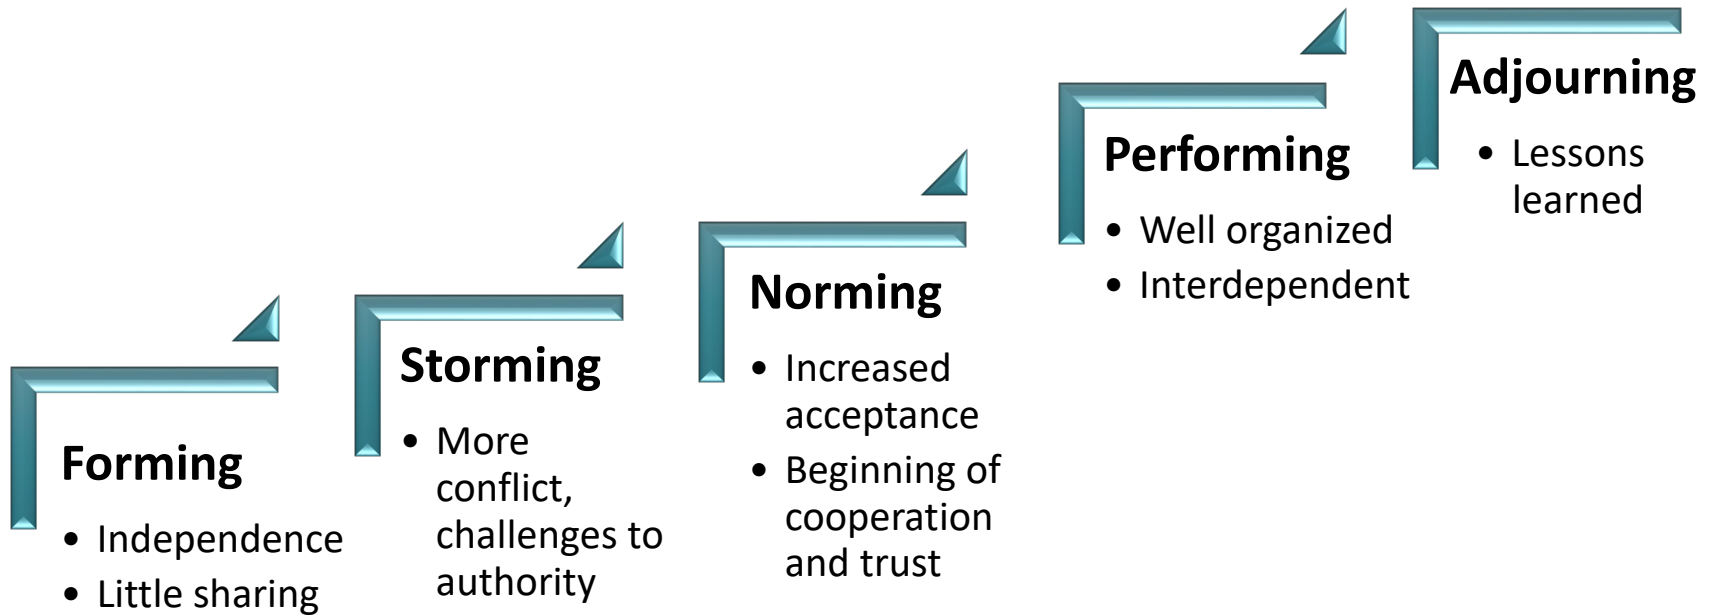 Forming
• Independence
• Little sharing
Storming
• More
conflict,
challenges to
authority
Norming
• Increased
acceptance
• Beginning of
cooperation
and trust
Performing
• Well organized
• Interdependent
Adjourning
• Lessons
learned